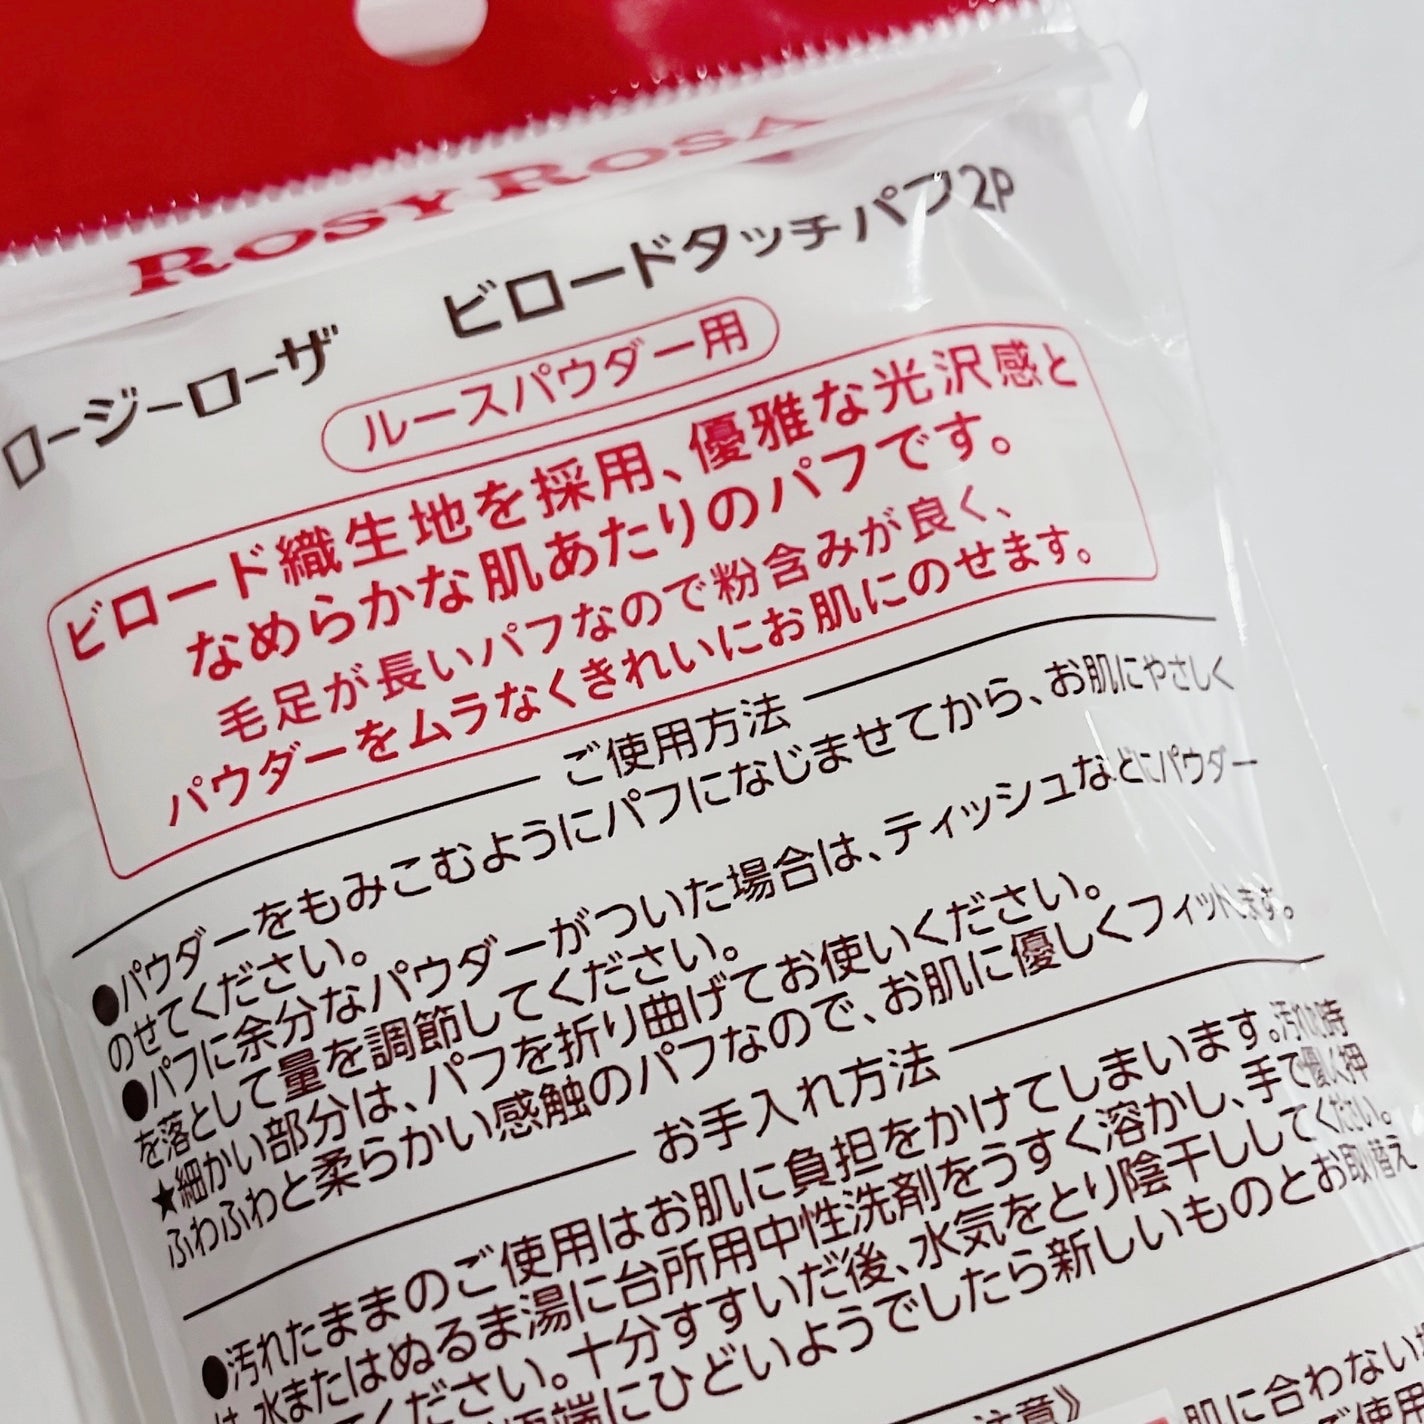 ROSY ROSA
ロージーローザ　ビロードタッチパフ2P
ルースパウダー用
ビロード織生地を採用、優雅な光沢感と
なめらかな肌あたりのパフです。
毛足が長いパフなので粉含みが良く、
パウダーをムラなくきれいにお肌にのせます。
ご使用方法
●パウダーをもみこむようにパフになじませてから、お肌にやさしく
のせてください。
●パフに余分なパウダーがついた場合は、ティッシュなどにパウダー
を落として量を調節してください。
★細かい部分は、パフを折り曲げてお使いください。
ふわふわと柔らかい感触のパフなので、お肌に優しくフィットします。
お手入れ方法
●汚れたままのご使用はお肌に負担をかけてしまいます。汚れた時
は、水またはぬるま湯に台所用中性洗剤をうすく溶かし、手で優しく押
ください。十分すすいだ後、水気をとり陰干ししてください。
端にひどいようでしたら新しいものとお取り替え
注意》
肌に合わない
ご使用